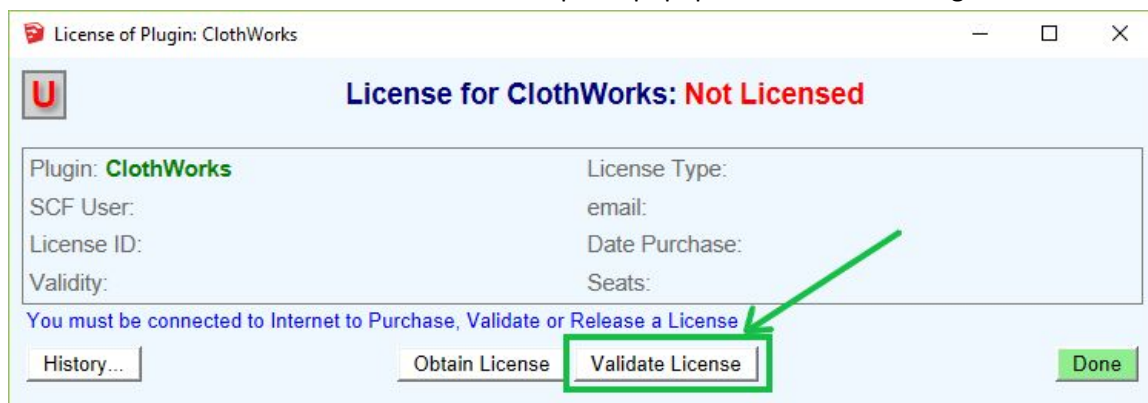 License of Plugin: ClothWorks
U
License for ClothWorks: Not Licensed
Plugin: ClothWorks
License Type:
SCF User:
email:
License ID:
Date Purchase:
Validity:
Seats:
You must be connected to Internet to Purchase, Validate or Release a License
History...
Obtain License
Validate License
Done